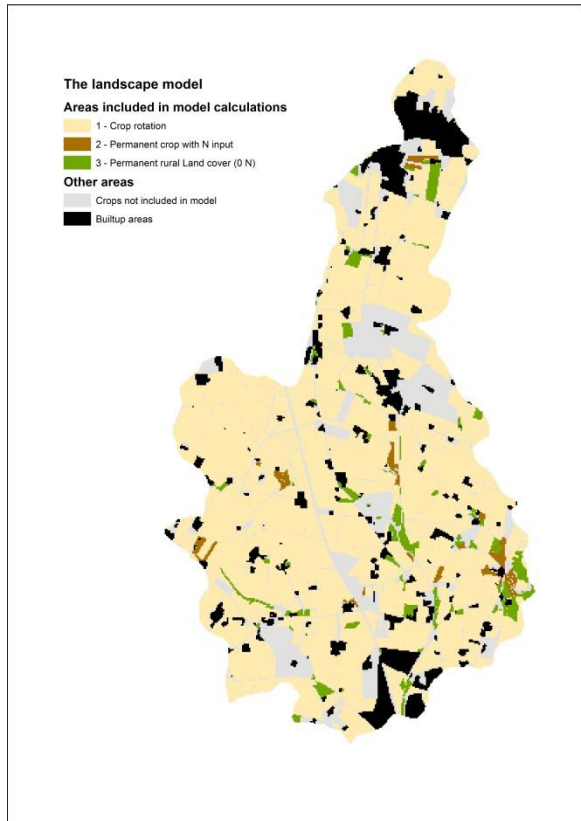 The landscape model
Areas included in model calculations
1 - Crop rotation
2 - Permanent crop with N input
3 - Permanent rural Land cover (0 N)
Other areas
Crops not included in model
Builtup areas